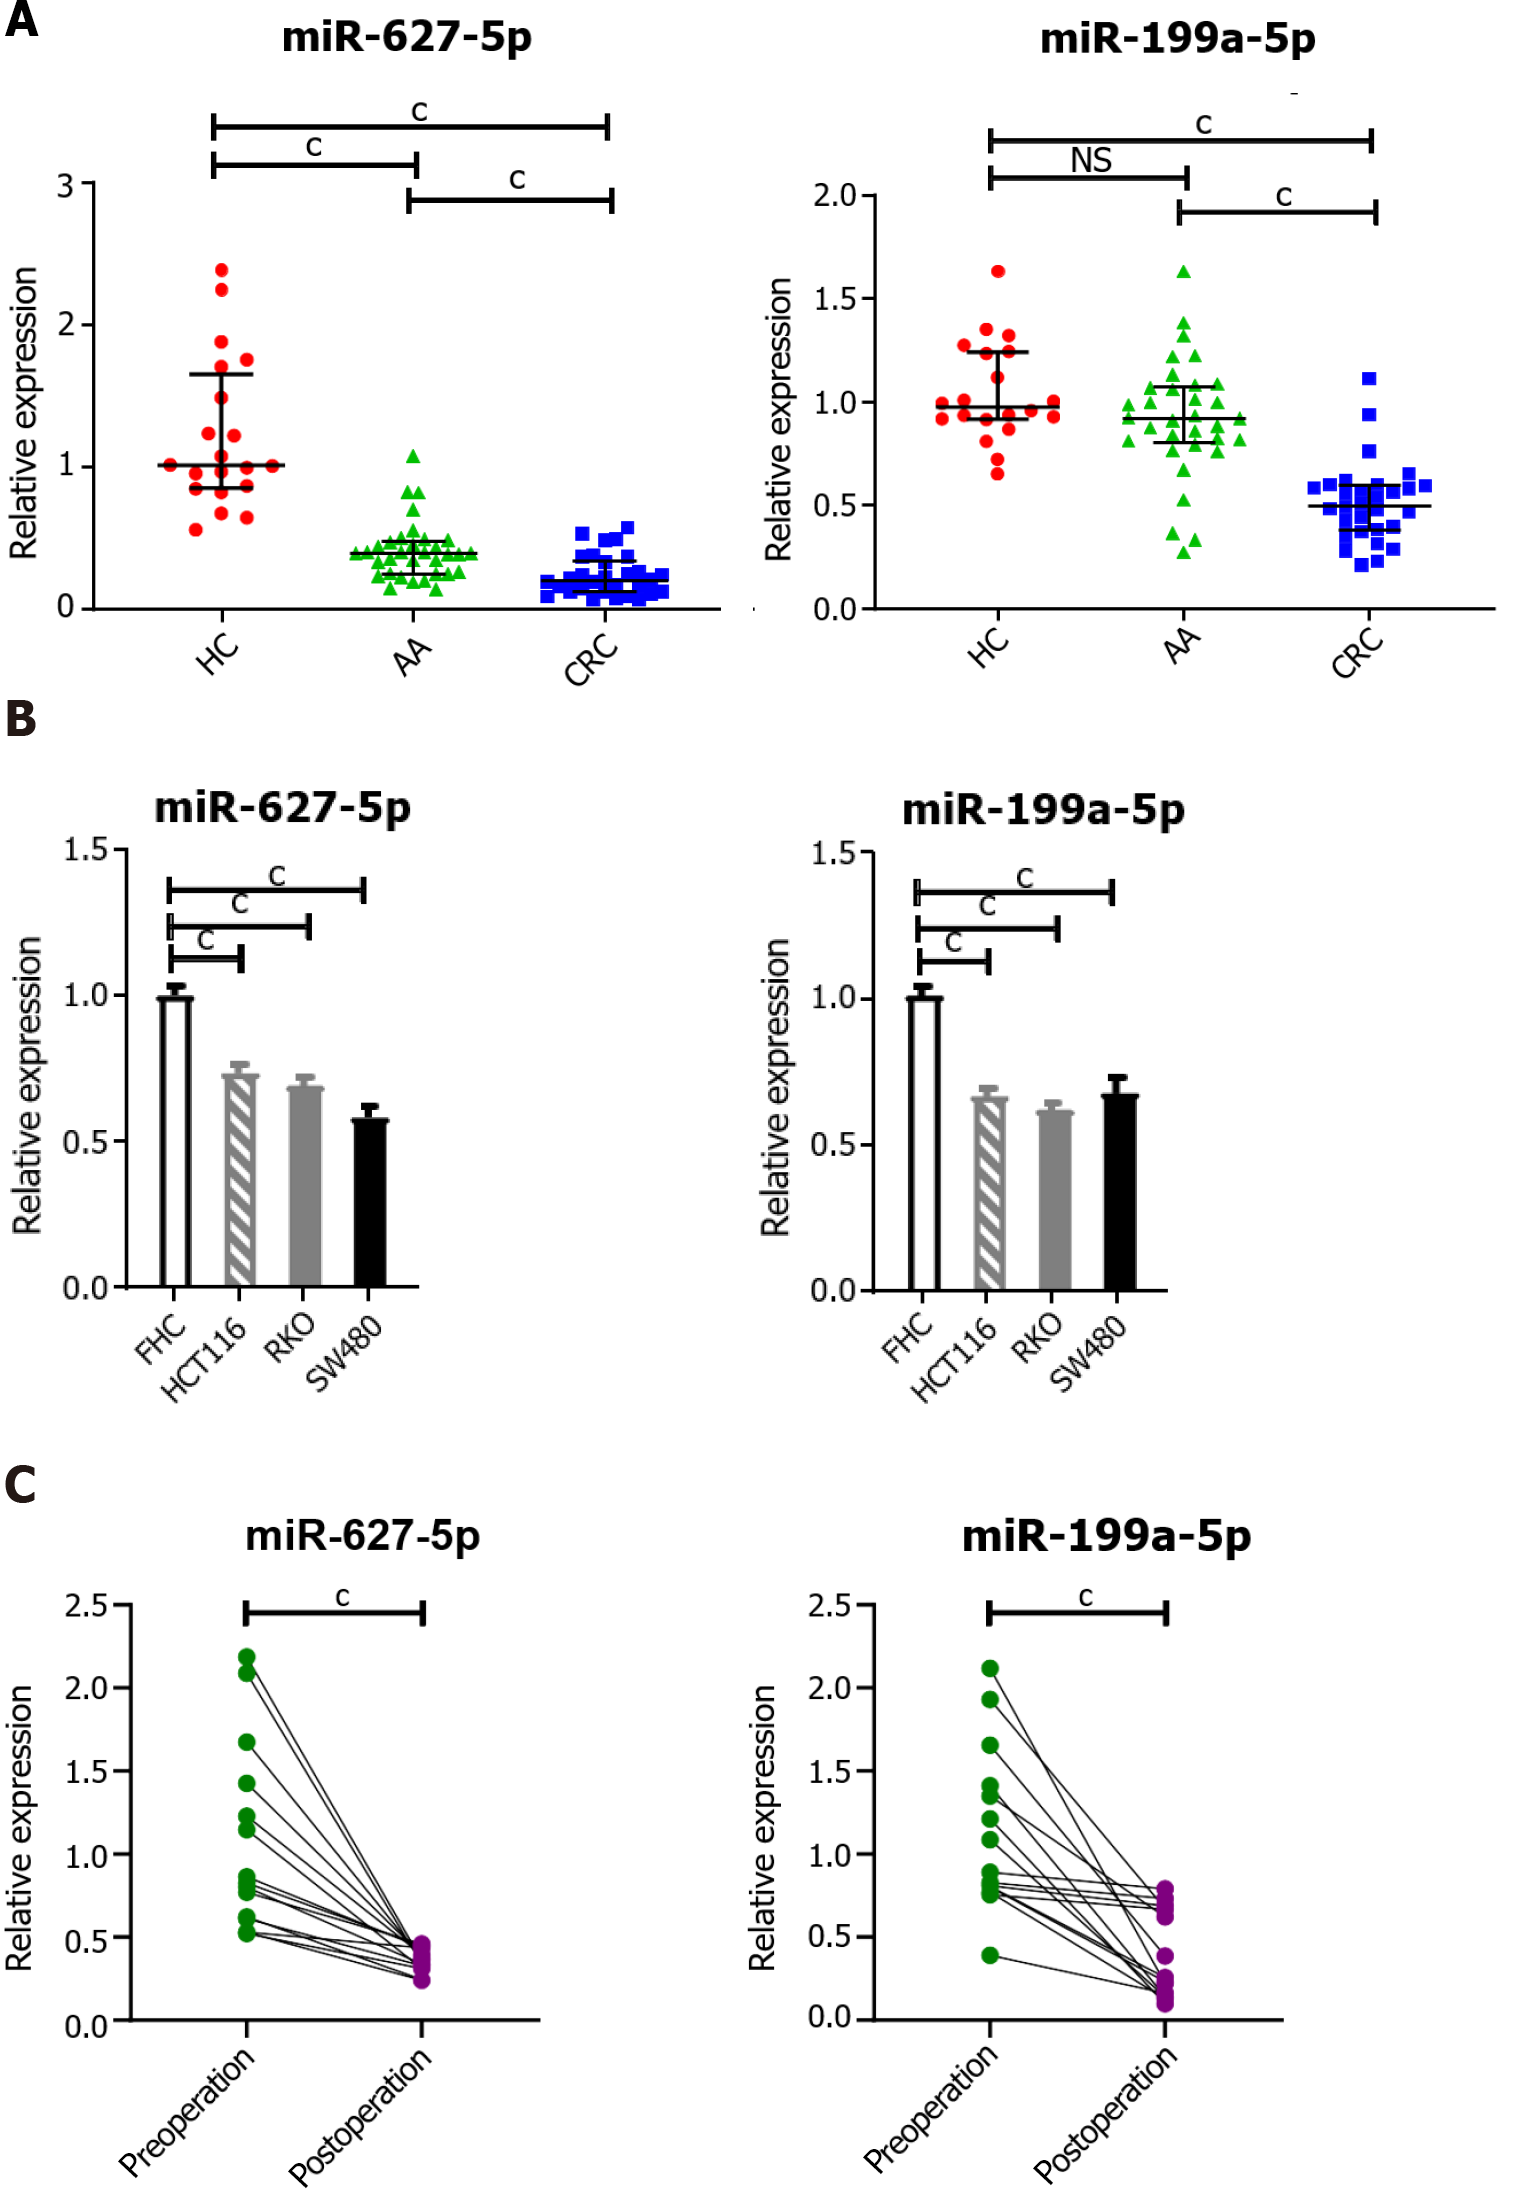 A
miR-627-5p
miR-199a-5p
c
c
c
c
NS
c
3
2
1
0
Relative expression
HC
AA
CRC
2.0
1.5
1.0
0.5
0.0
Relative expression
HC
AA
CRC
B
miR-627-5p
miR-199a-5p
1.5
1.0
0.5
0.0
Relative expression
c
c
c
FHC
HCT116
RKO
SW480
1.5
1.0
0.5
0.0
Relative expression
c
c
c
FHC
HCT116
RKO
SW480
C
miR-627-5p
miR-199a-5p
2.5
2.0
1.5
1.0
0.5
0.0
Relative expression
c
Preoperation
Postoperation
2.5
2.0
1.5
1.0
0.5
0.0
Relative expression
c
Preoperation
Postoperation